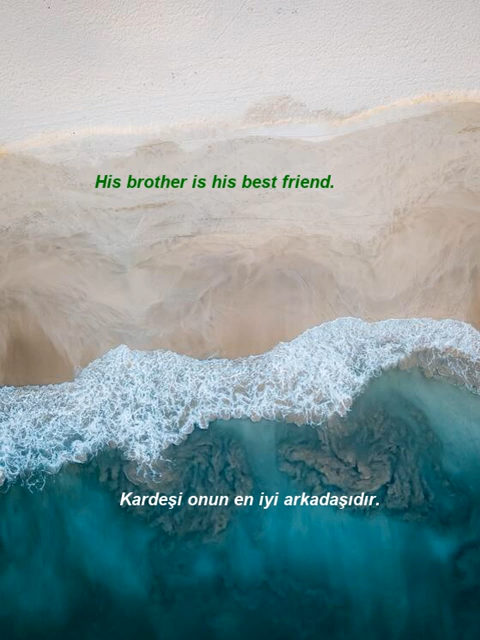 His brother is his best friend.
Kardeşi onun en iyi arkadaşıdır.